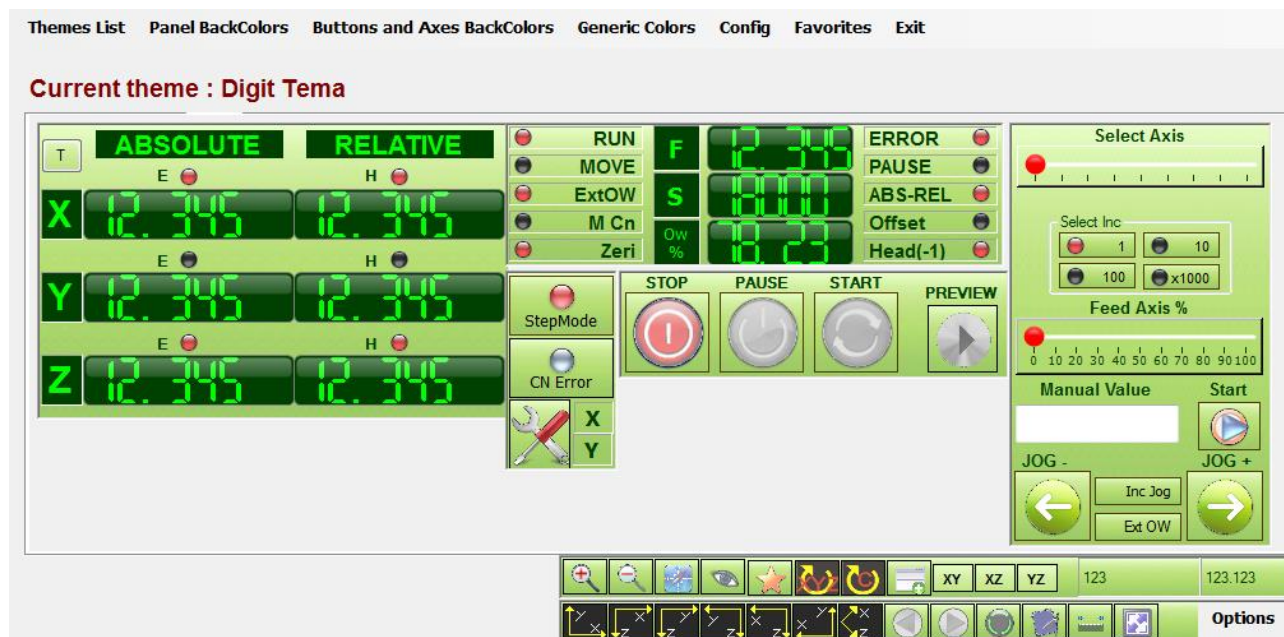 Themes List Panel BackColors Buttons and Axes BackColors Generic Colors Config Favorites Exit
Current theme : Digit Tema
T ABSOLUTE RELATIVE
E H
X 12.345 12.345
E H
Y 12.345 12.345
E H
Z 12.345 12.345
RUN
MOVE
ExtOW
M Cn
Zeri
F 12.345
S 18000
Ow % 78.23
ERROR
PAUSE
ABS-REL
Offset
Head(-1)
StepMode
CN Error
X
Y
STOP PAUSE START PREVIEW
Select Axis
Select Inc
1 10
100 x1000
Feed Axis %
0 10 20 30 40 50 60 70 80 90 100
Manual Value Start
JOG - JOG +
Inc Jog
Ext OW
XYZ C XY XZ YZ 123 123.123
Y X X Z Y Z Y Z X Z Y X X Z Options